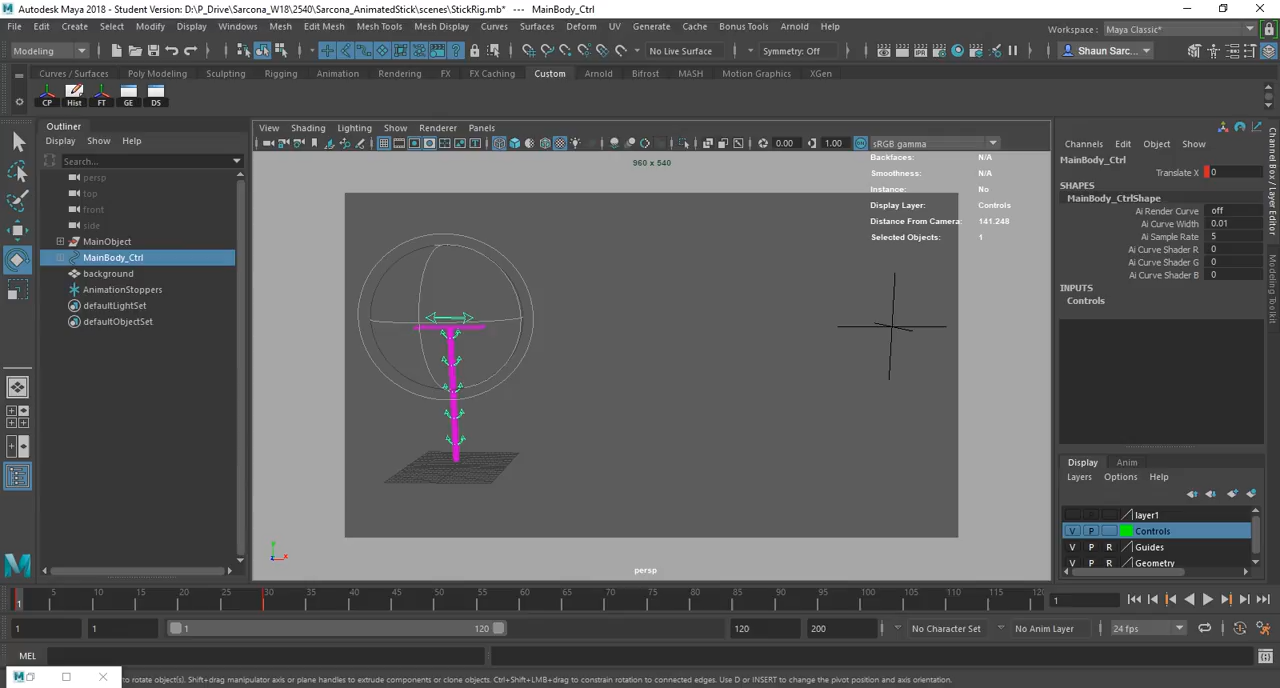 Autodesk Maya 2018 - Student Version: D:\P_Drive\Sarcona_W18\2540\Sarcona_AnimatedStick\scenes\StickRig.mb* --- MainBody_Ctrl
File Edit Create Select Modify Display Windows Mesh Edit Mesh Mesh Tools Mesh Display Curves Surfaces Deform UV Generate Cache Bonus Tools Arnold Help
Workspace : Maya Classic*
Modeling No Live Surface Symmetry: Off Shaun Sarc...
Curves / Surfaces Poly Modeling Sculpting Rigging Animation Rendering FX FX Caching Custom Arnold Bifrost MASH Motion Graphics XGen
CP Hist FT GE DS
Outliner
Display Show Help
Search...
persp
top
front
side
MainObject
MainBody_Ctrl
background
AnimationStoppers
defaultLightSet
defaultObjectSet
View Shading Lighting Show Renderer Panels
0.00 1.00 sRGB gamma
960 x 540
Backfaces: N/A
Smoothness: N/A
Instance: No
Display Layer: Controls
Distance From Camera: 141.248
Selected Objects: 1
persp
Channels Edit Object Show
MainBody_Ctrl
Translate X 0
SHAPES
MainBody_CtrlShape
Ai Render Curve off
Ai Curve Width 0.01
Ai Sample Rate 5
Ai Curve Shader R 0
Ai Curve Shader G 0
Ai Curve Shader B 0
INPUTS
Controls
Channel Box / Layer Editor
Modeling Toolkit
Display Anim
Layers Options Help
layer1
V P Controls
V P R Guides
V P R Geometry
1 5 10 15 20 25 30 35 40 45 50 55 60 65 70 75 80 85 90 95 100 105 110 115 120 1
1 1 1 120 120 200 No Character Set No Anim Layer 24 fps
MEL
to rotate object(s). Shift+drag manipulator axis or plane handles to extrude components or clone objects. Ctrl+Shift+LMB+drag to constrain rotation to connected edges. Use D or INSERT to change the pivot position and axis orientation.